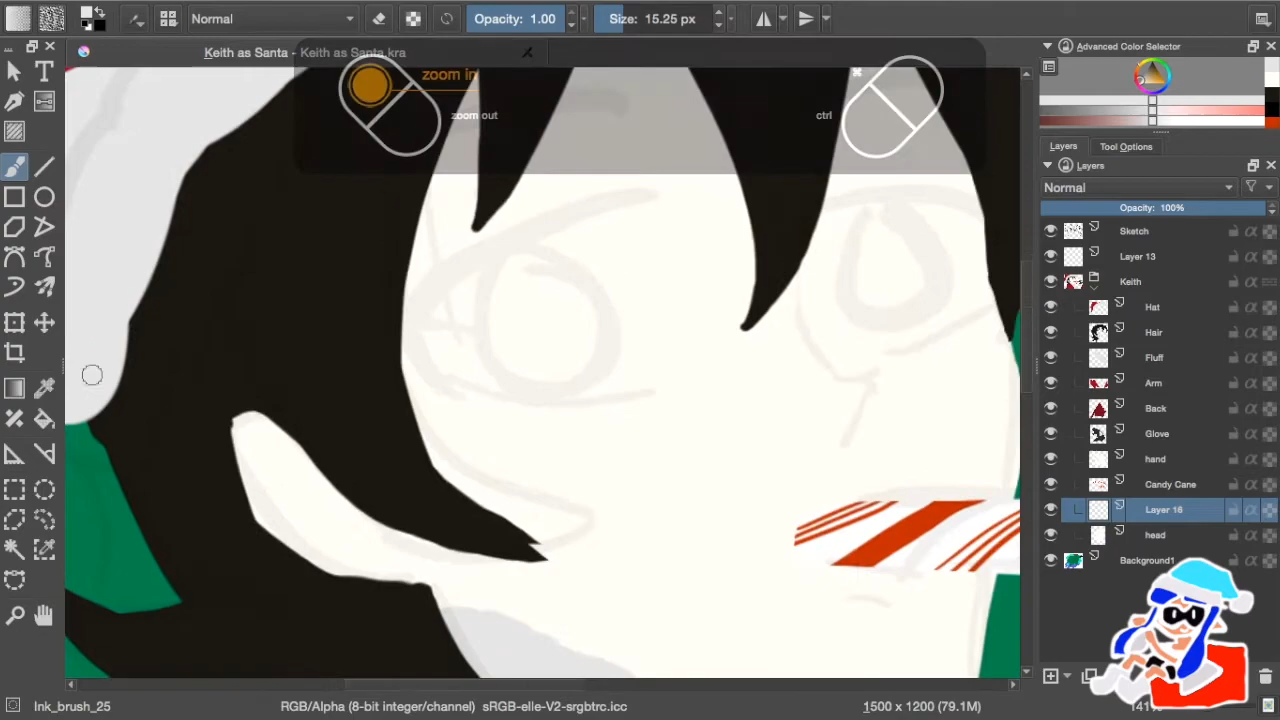 Normal
Opacity: 1.00
Size: 15.25 px
Keith as Santa - Keith as Santa.kra
Advanced Color Selector
zoom in
zoom out
ctrl
⌘
Layers
Tool Options
Layers
Normal
Opacity: 100%
Sketch
Layer 13
Keith
Hat
Hair
Fluff
Arm
Back
Glove
hand
Candy Cane
Layer 16
head
Background1
Ink_brush_25
RGB/Alpha (8-bit integer/channel) sRGB-elle-V2-srgbtrc.icc
1500 x 1200 (79.1M)